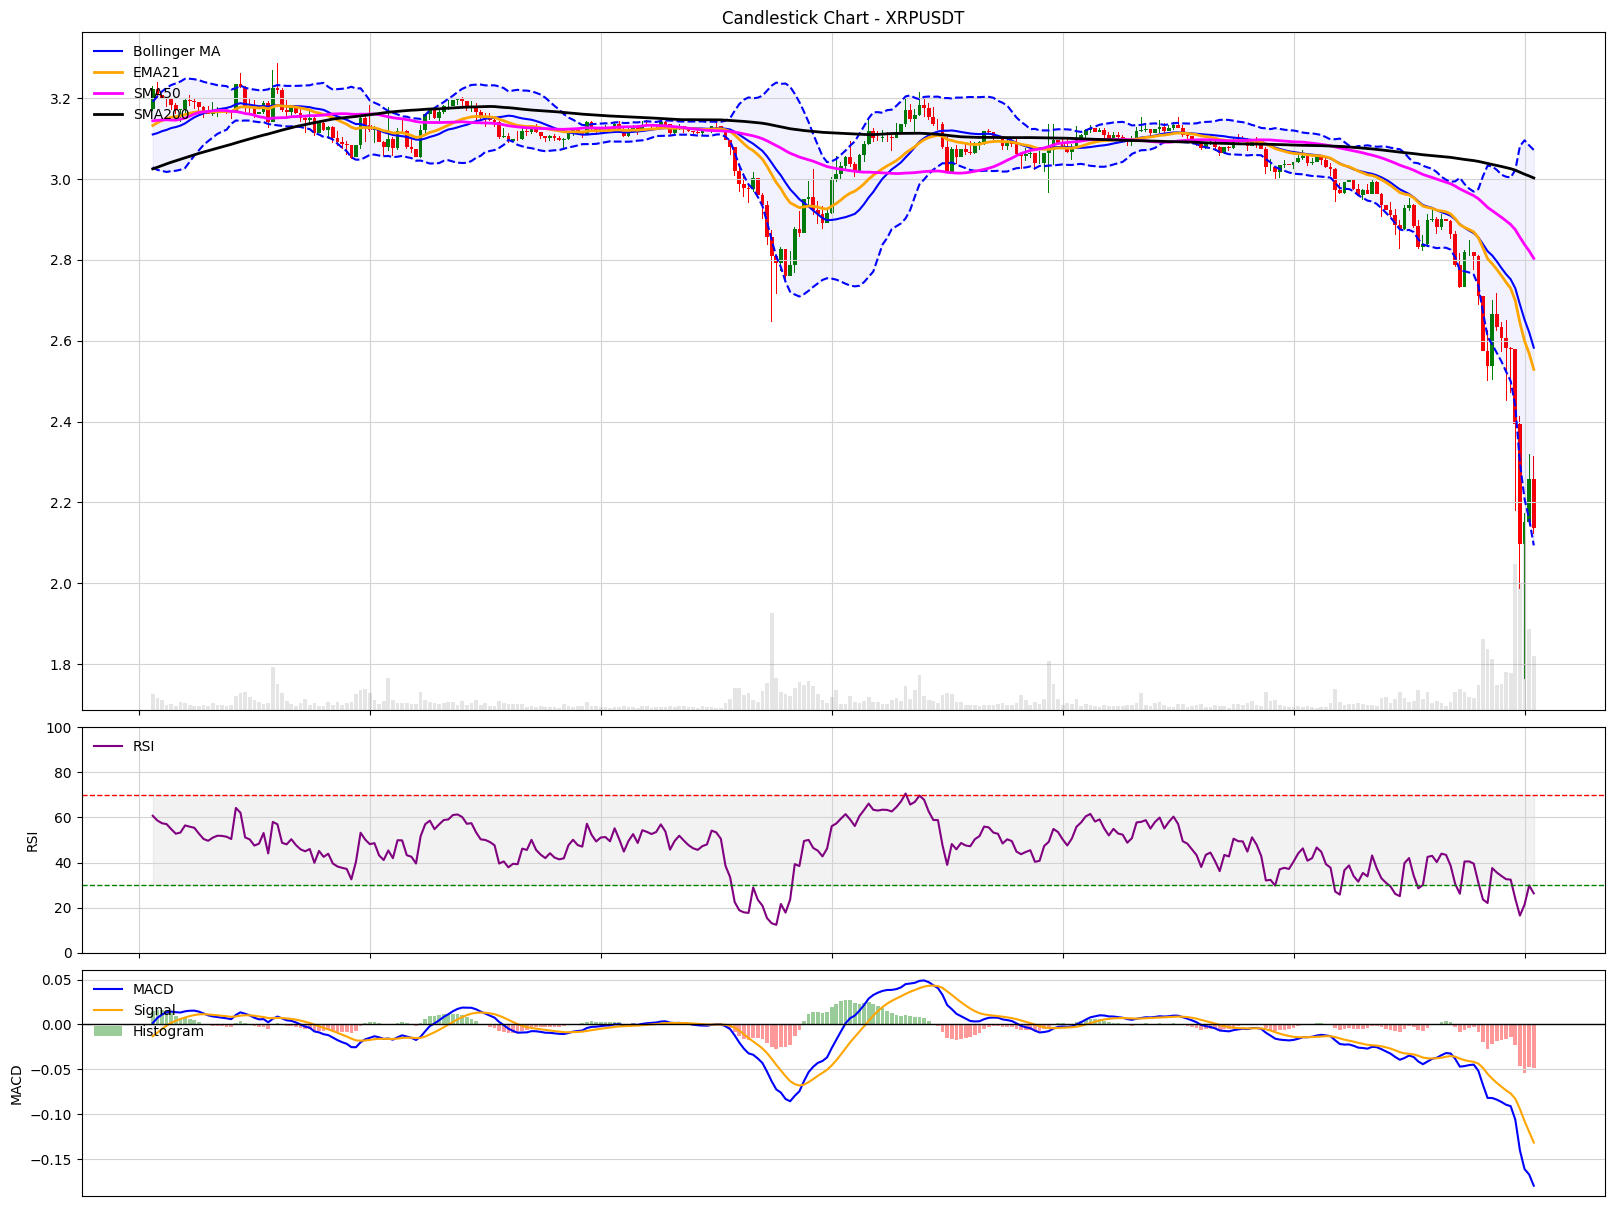 Candlestick Chart - XRPUSDT
Bollinger MA
EMA21
SMA50
SMA200
3.2
3.0
2.8
2.6
2.4
2.2
2.0
1.8
RSI
100
80
60
40
20
0
RSI
MACD
Signal
Histogram
0.05
0.00
−0.05
−0.10
−0.15
MACD